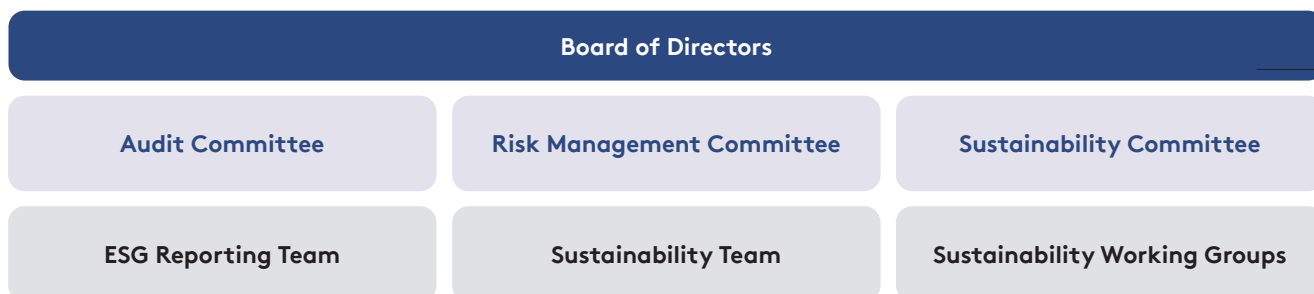 Board of Directors
Audit Committee
Risk Management Committee
Sustainability Committee
ESG Reporting Team
Sustainability Team
Sustainability Working Groups